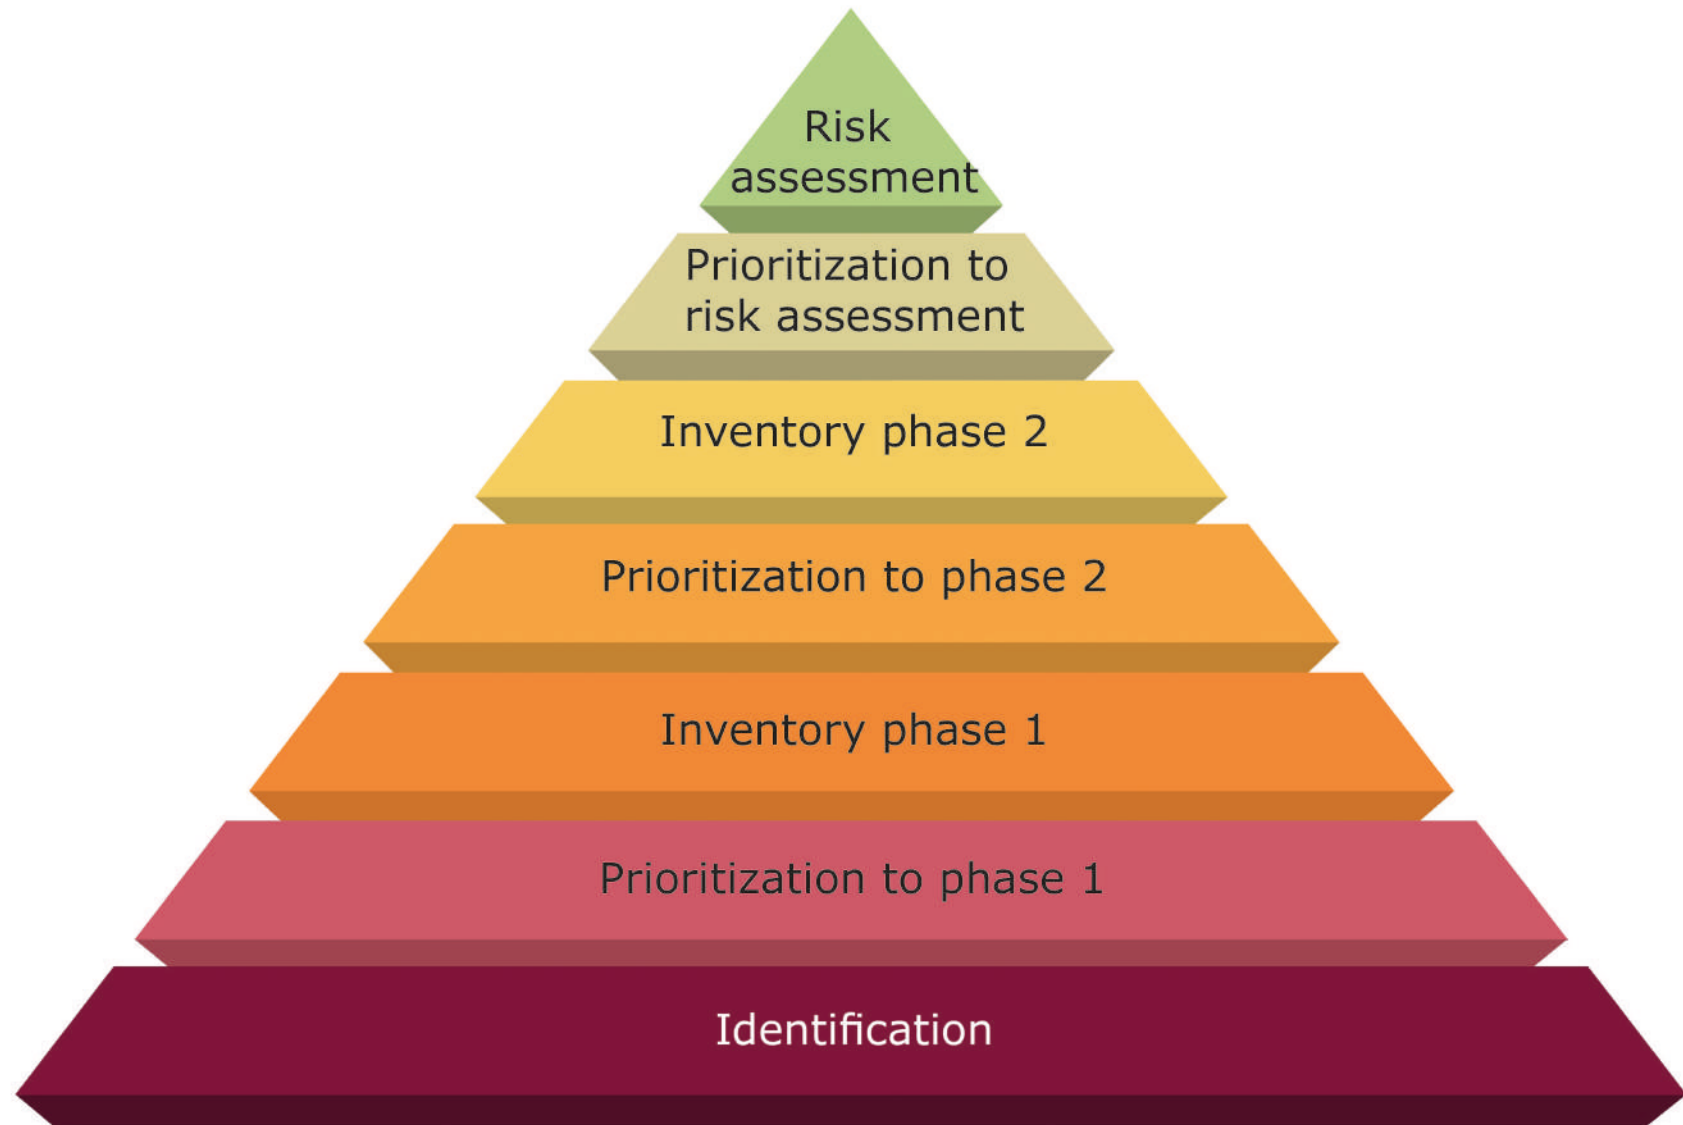 Risk
assessment
Prioritization to
risk assessment
Inventory phase 2
Prioritization to phase 2
Inventory phase 1
Prioritization to phase 1
Identification